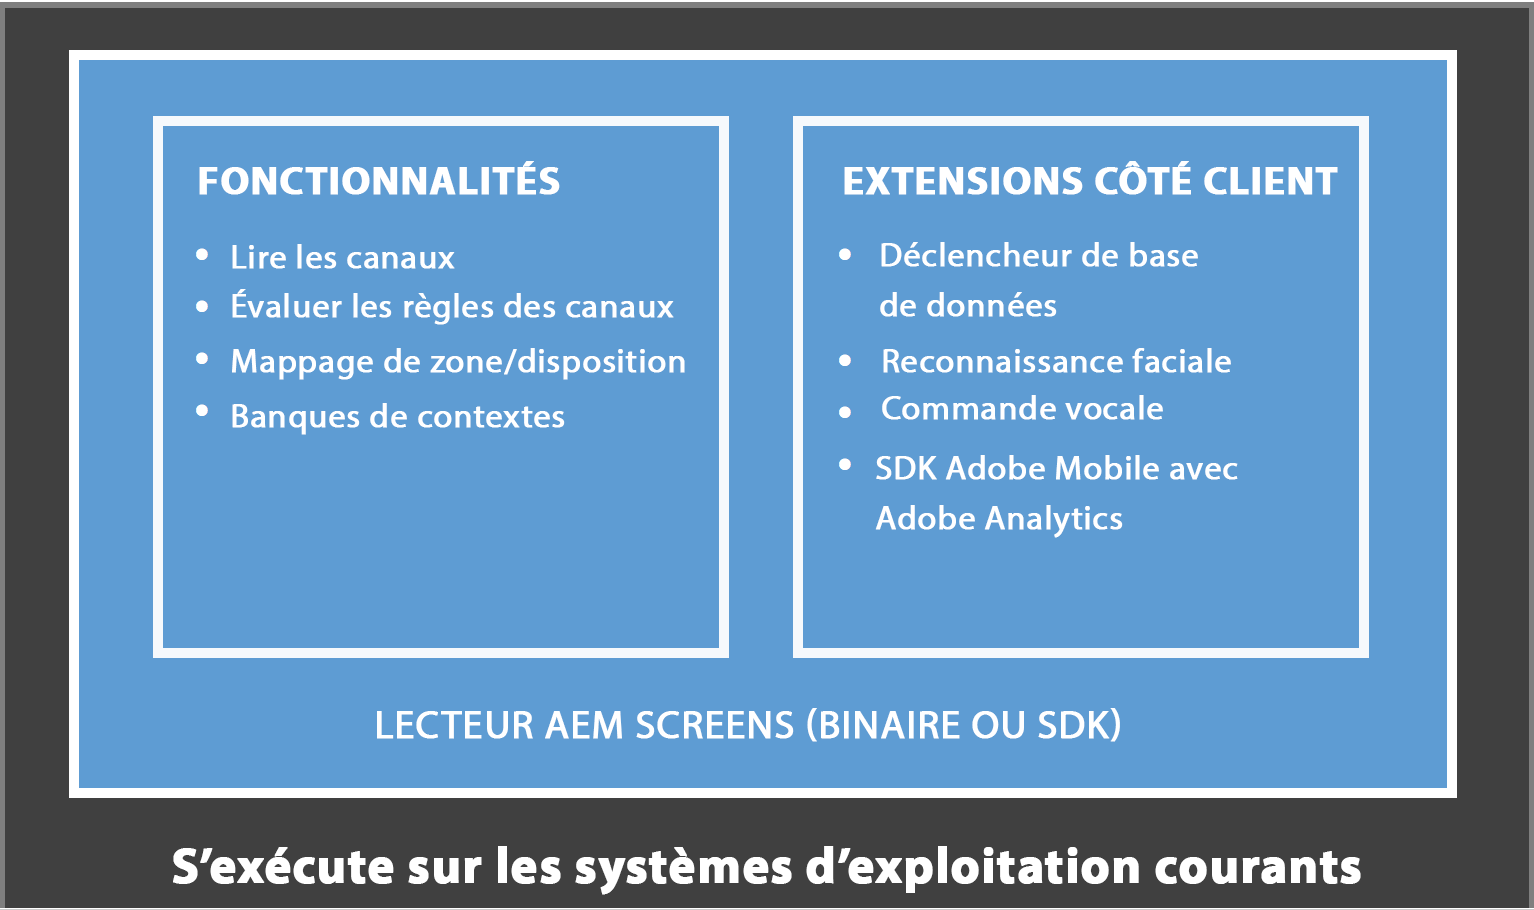 FONCTIONNALITÉS
• Lire les canaux
• Évaluer les règles des canaux
• Mappage de zone/disposition
• Banques de contextes
EXTENSIONS CÔTÉ CLIENT
• Déclencheur de base
de données
• Reconnaissance faciale
• Commande vocale
• SDK Adobe Mobile avec
Adobe Analytics
LECTEUR AEM SCREENS (BINAIRE OU SDK)
S’exécute sur les systèmes d’exploitation courants